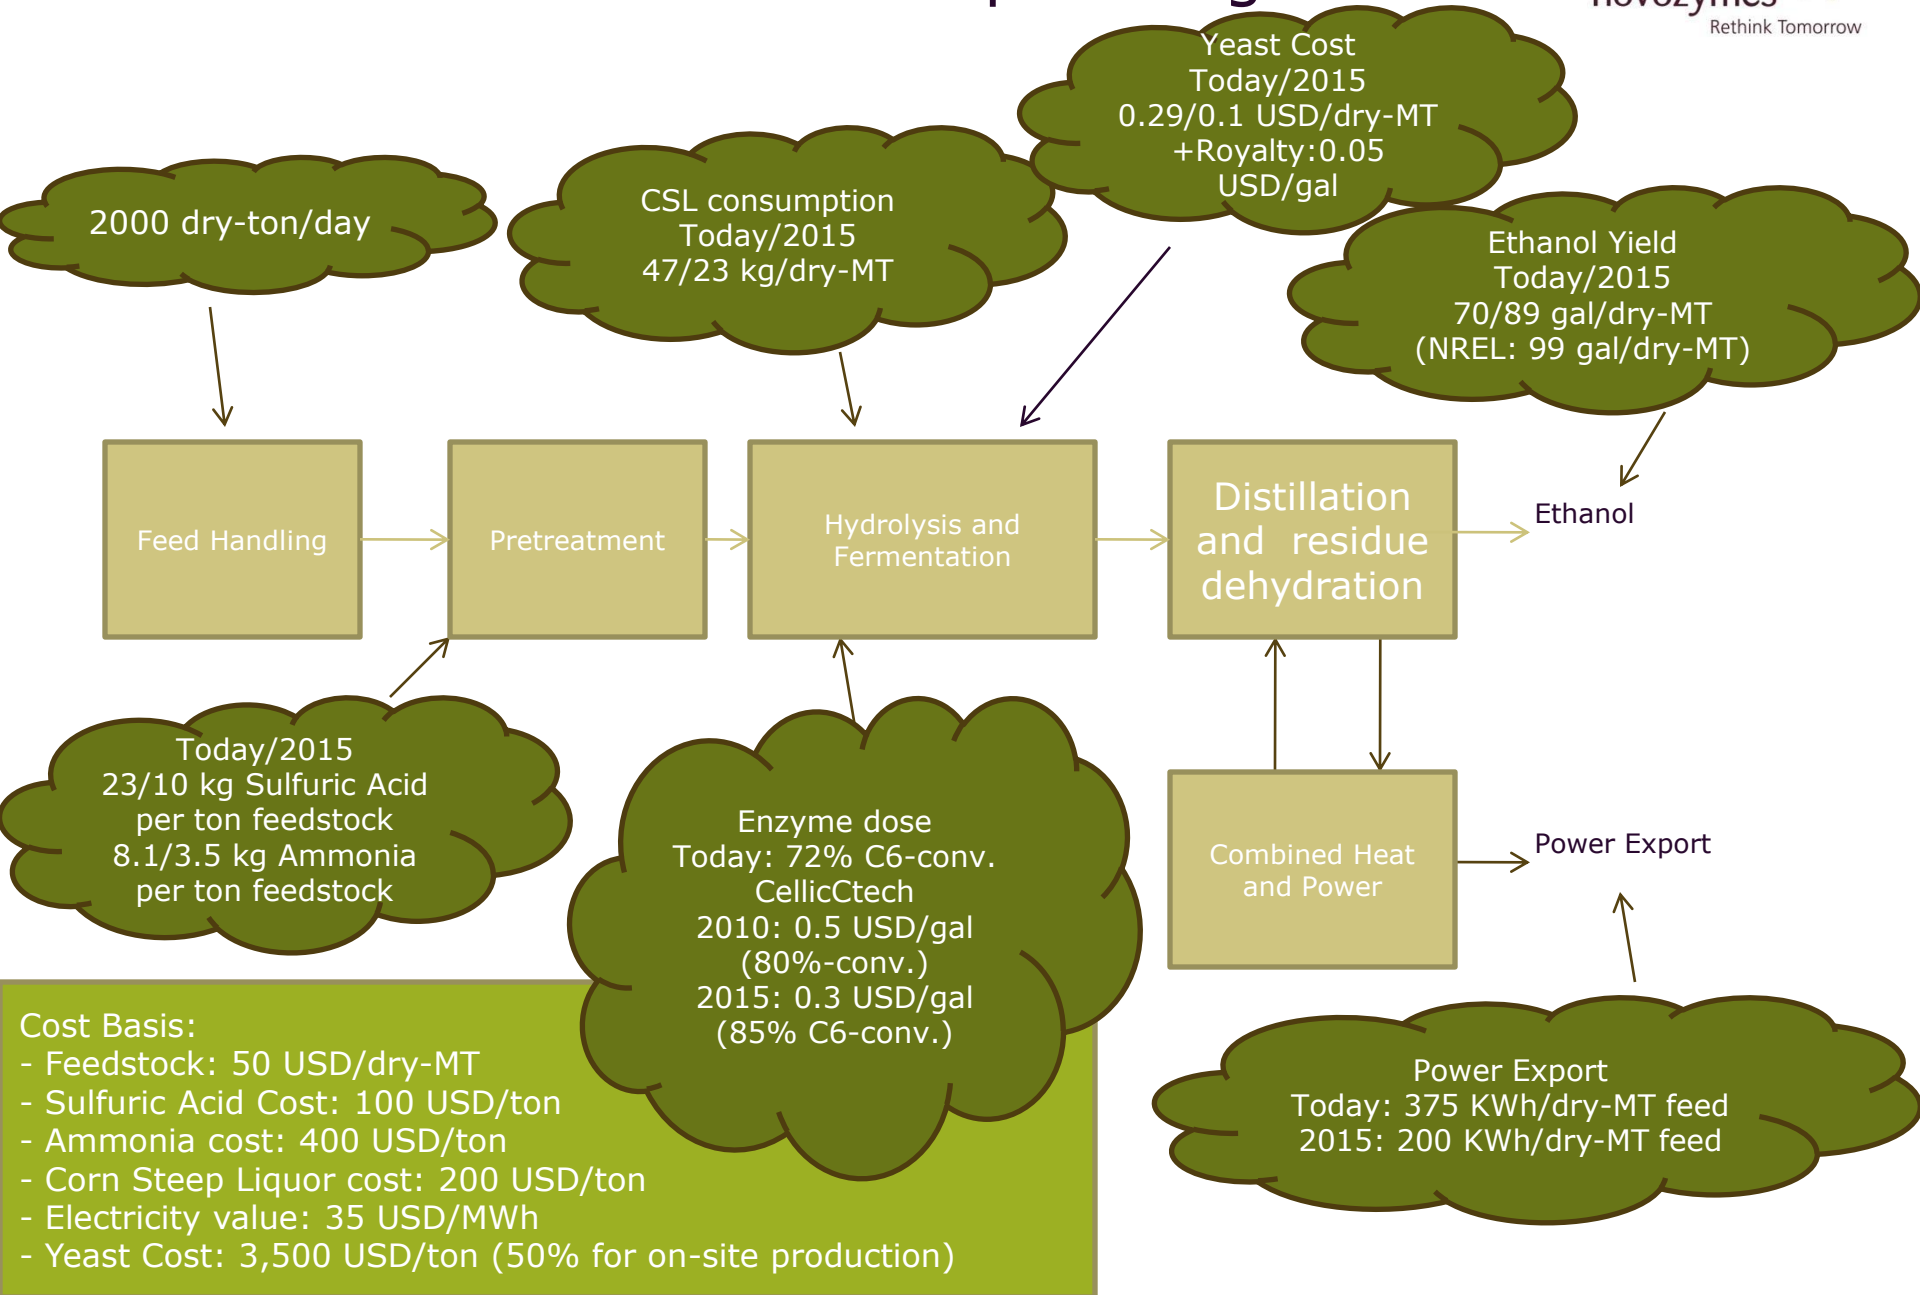 Rethink Tomorrow
Yeast Cost
Today/2015
0.29/0.1 USD/dry-MT
+Royalty:0.05
USD/gal
2000 dry-ton/day
CSL consumption
Today/2015
47/23 kg/dry-MT
Ethanol Yield
Today/2015
70/89 gal/dry-MT
(NREL: 99 gal/dry-MT)
Feed Handling
Pretreatment
Hydrolysis and
Fermentation
Distillation
and residue
dehydration
Ethanol
Today/2015
23/10 kg Sulfuric Acid
per ton feedstock
8.1/3.5 kg Ammonia
per ton feedstock
Enzyme dose
Today: 72% C6-conv.
CellicCtech
2010: 0.5 USD/gal
(80%-conv.)
2015: 0.3 USD/gal
(85% C6-conv.)
Combined Heat
and Power
Power Export
Power Export
Today: 375 KWh/dry-MT feed
2015: 200 KWh/dry-MT feed
Cost Basis:
- Feedstock: 50 USD/dry-MT
- Sulfuric Acid Cost: 100 USD/ton
- Ammonia cost: 400 USD/ton
- Corn Steep Liquor cost: 200 USD/ton
- Electricity value: 35 USD/MWh
- Yeast Cost: 3,500 USD/ton (50% for on-site production)